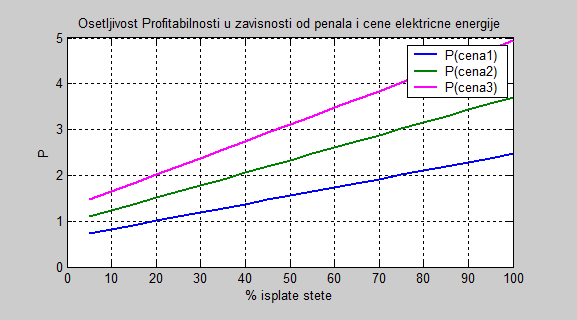 Osetljivost Profitabilnosti u zavisnosti od penala i cene elektricne energije
P(cena1)
P(cena2)
P(cena3)
P
5
4
3
2
1
0
0 10 20 30 40 50 60 70 80 90 100
% isplate stete